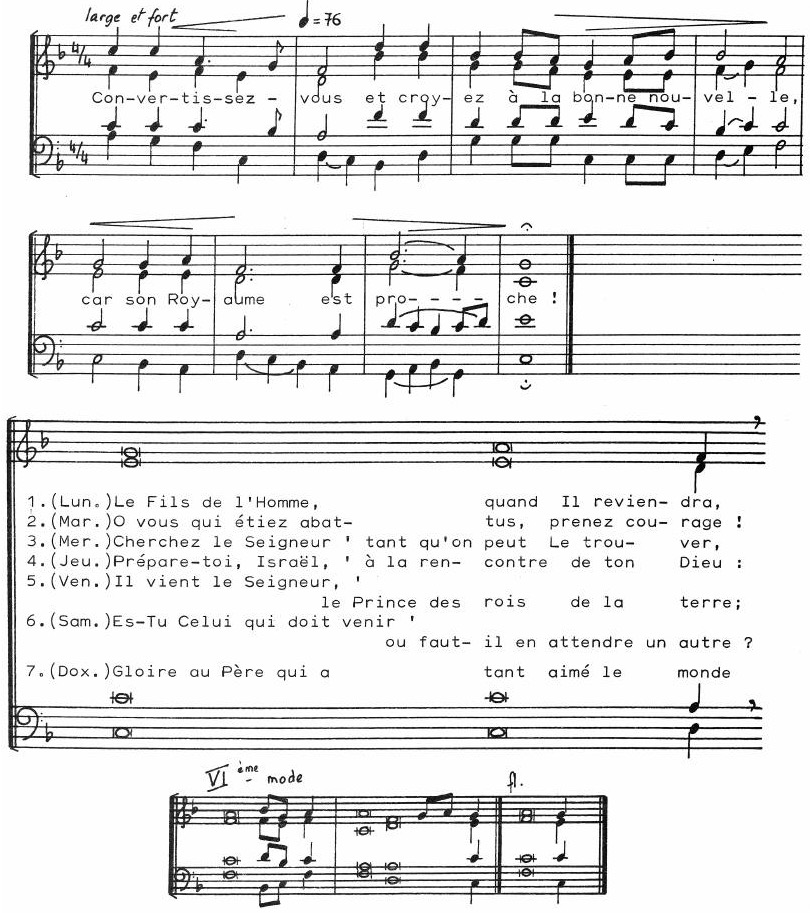 large et fort ♩=76
4/4
Con-ver-tis-sez - vous et croy-ez à la bon-ne nou-vel-le,
4/4
car son Roy-aume est pro- - - - che !
1.(Lun.)Le Fils de l'Homme, quand Il revien-dra,
2.(Mar.)O vous qui étiez abat- tus, prenez cou-rage !
3.(Mer.)Cherchez le Seigneur ' tant qu'on peut Le trou- ver,
4.(Jeu.)Prépare-toi, Israël, ' à la ren- contre de ton Dieu :
5.(Ven.)Il vient le Seigneur, '
le Prince des rois de la terre;
6.(Sam.)Es-Tu Celui qui doit venir '
ou faut- il en attendre un autre ?
7.(Dox.)Gloire au Père qui a tant aimé le monde
VI ème - mode fl.